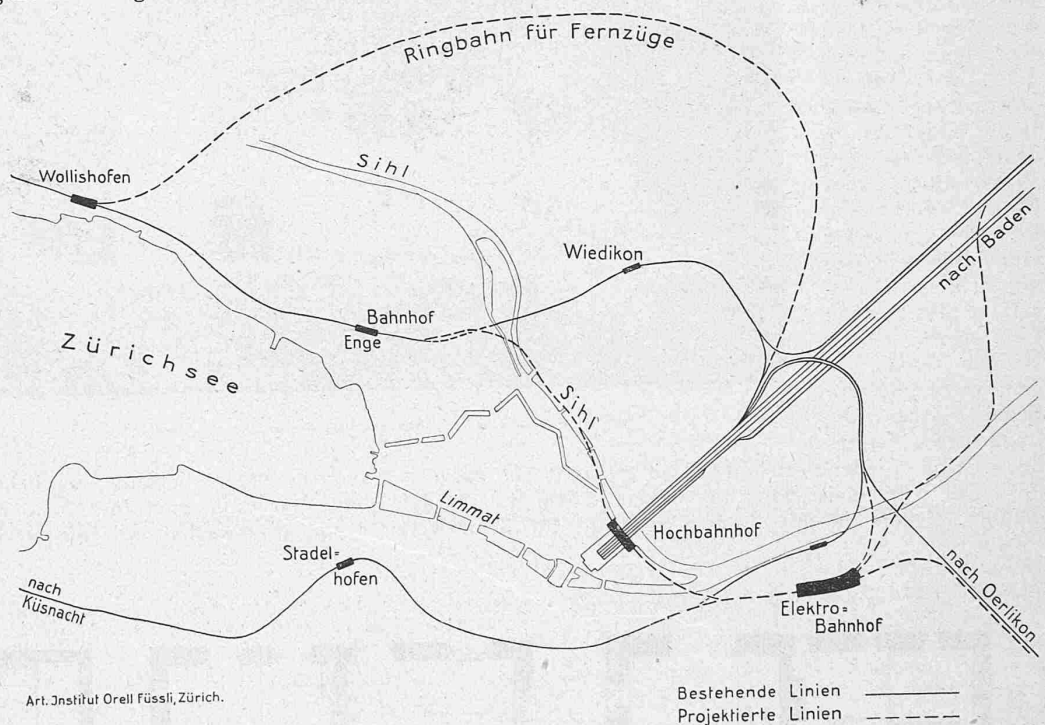 Ringbahn für Fernzüge
Wollishofen
Sihl
Wiedikon
nach Baden
Bahnhof
Enge
Zürichsee
Sihl
Limmat
Hochbahnhof
Stadel=
hofen
nach
Küsnacht
nach Oerlikon
Elektro=
Bahnhof
Art. Jnstitut Orell Füssli, Zürich.
Bestehende Linien
Projektierte Linien